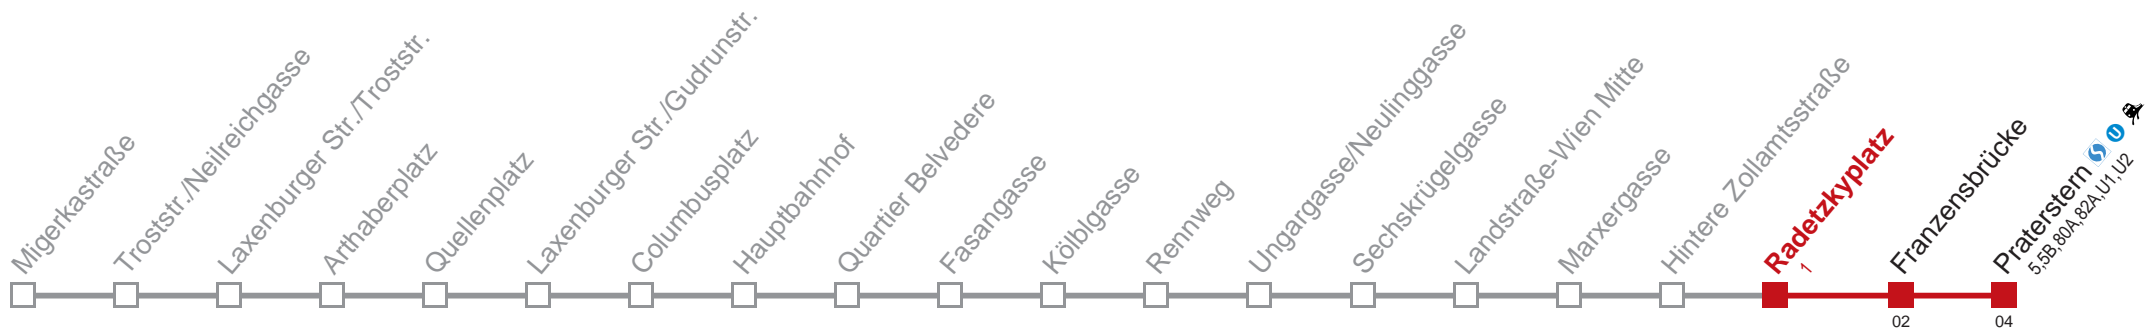 Migerkastraße
Troststr./Neilreichgasse
Laxenburger Str./Troststr.
Arthaberplatz
Quellenplatz
Laxenburger Str./Gudrunstr.
Columbusplatz
Hauptbahnhof
Quartier Belvedere
Fasangasse
Kölblgasse
Rennweg
Ungargasse/Neulinggasse
Sechskrügelgasse
Landstraße-Wien Mitte
Marxergasse
Hintere Zollamtsstraße
Radetzkyplatz
1
Franzensbrücke
Praterstern S U
5,5B,80A,82A,U1,U2
02
04